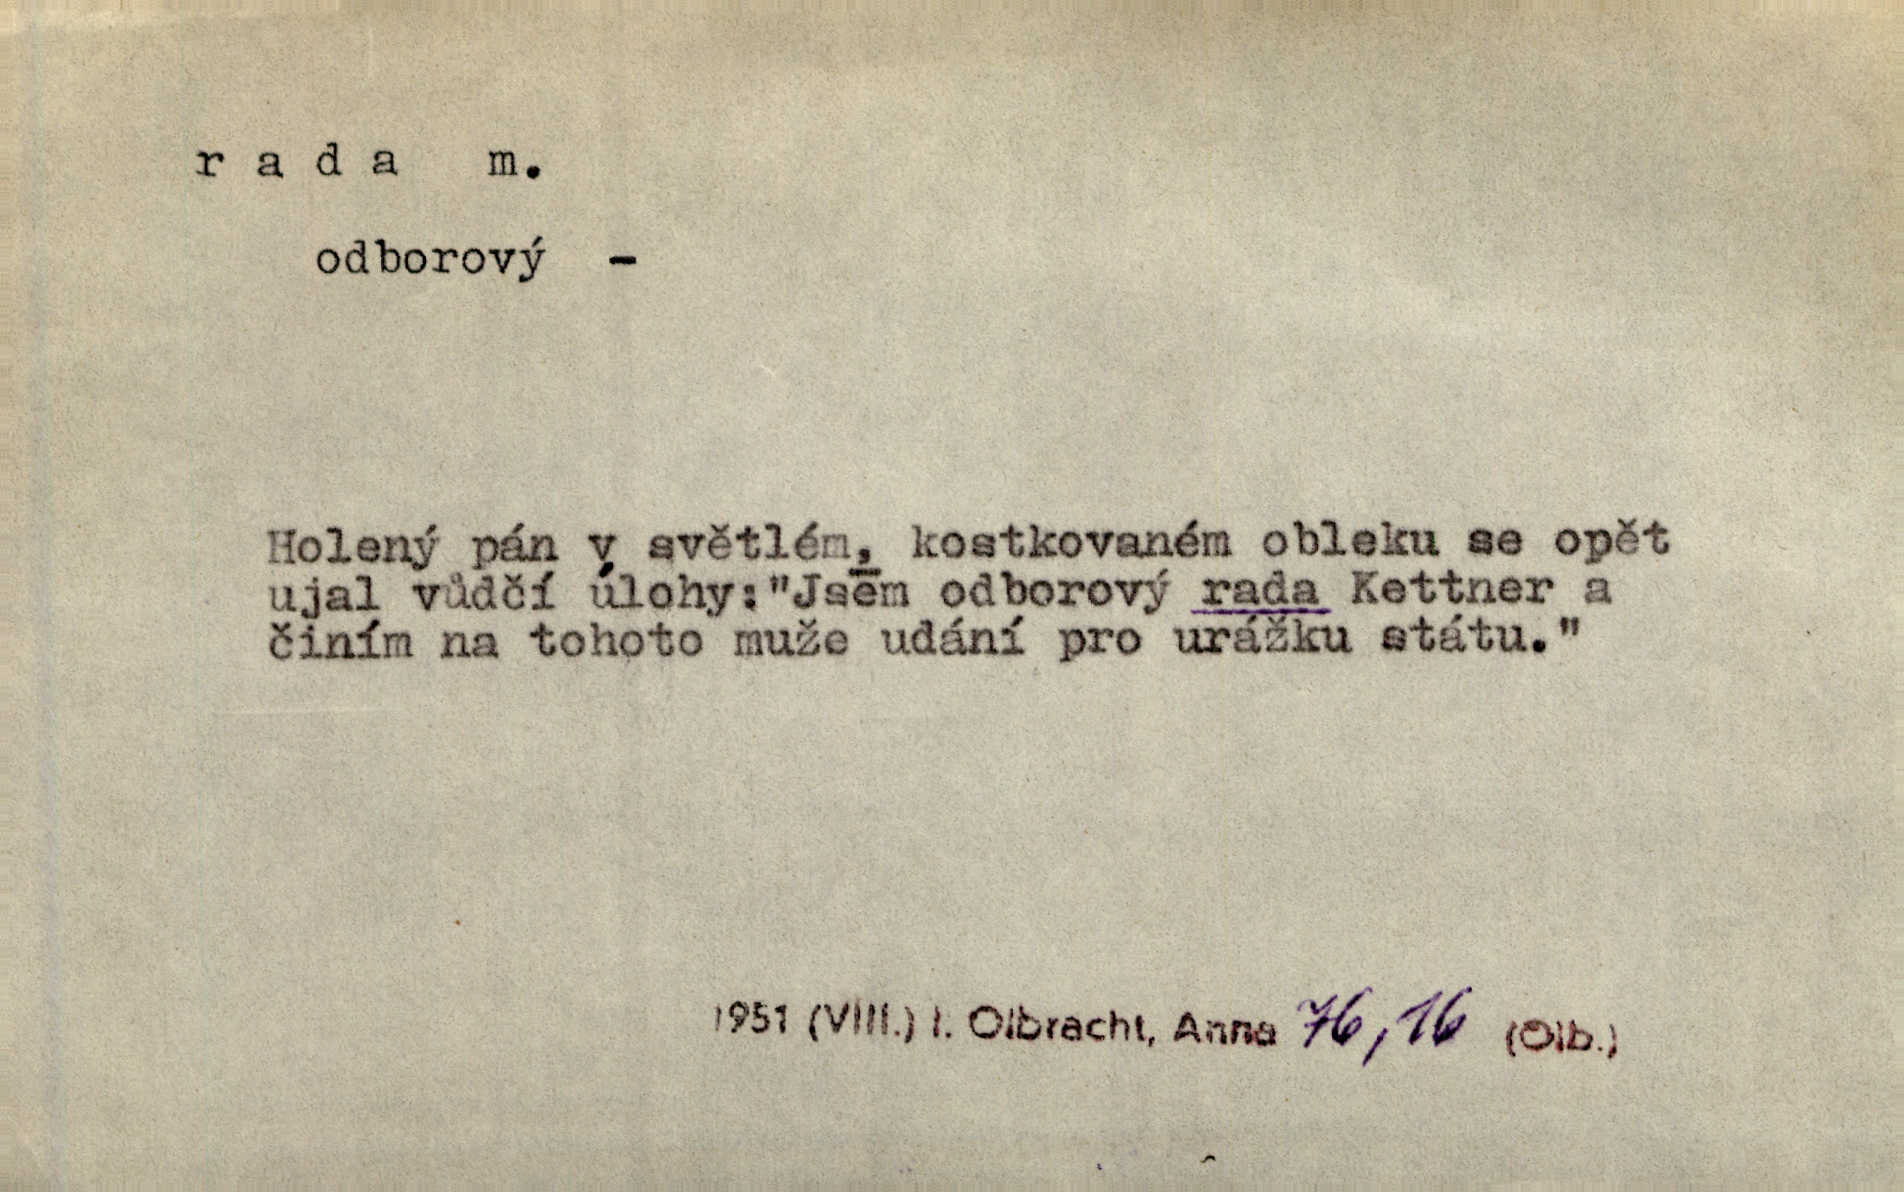 rada m.
odborový -
Holený pán v světlém, kostkovaném obleku se opět
ujal vůdčí úlohy:"Jsem odborový rada Kettner a
činím na tohoto muže udání pro urážku státu."
1951 (VIII.) I. Olbracht, Anna 76,16 (Olb.)